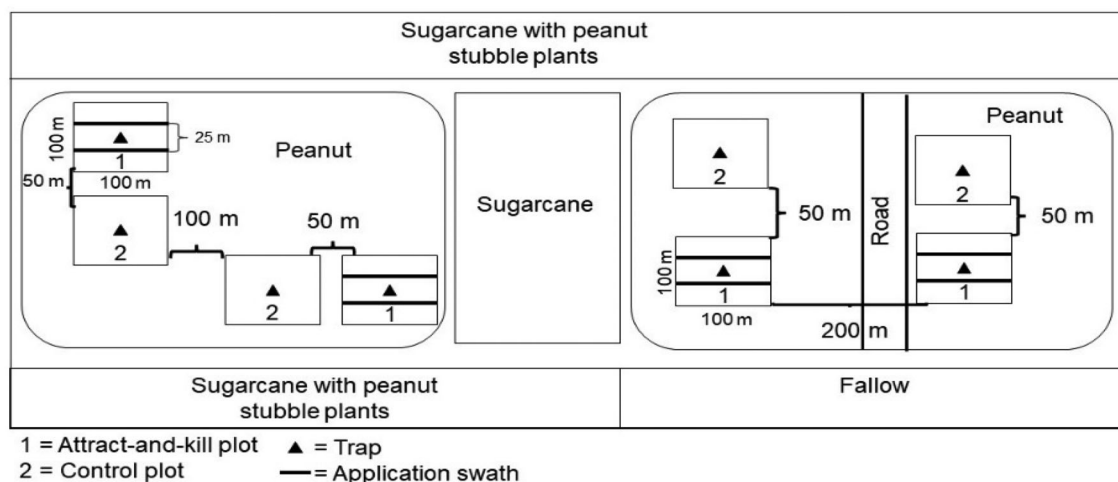 Sugarcane with peanut
stubble plants
100 m
25 m
1
100 m
50 m
2
Peanut
100 m
50 m
2
1
Sugarcane
2
50 m
100 m
1
100 m
Road
200 m
Peanut
2
50 m
1
Sugarcane with peanut
stubble plants
Fallow
1 = Attract-and-kill plot
▲ = Trap
2 = Control plot
= Application swath